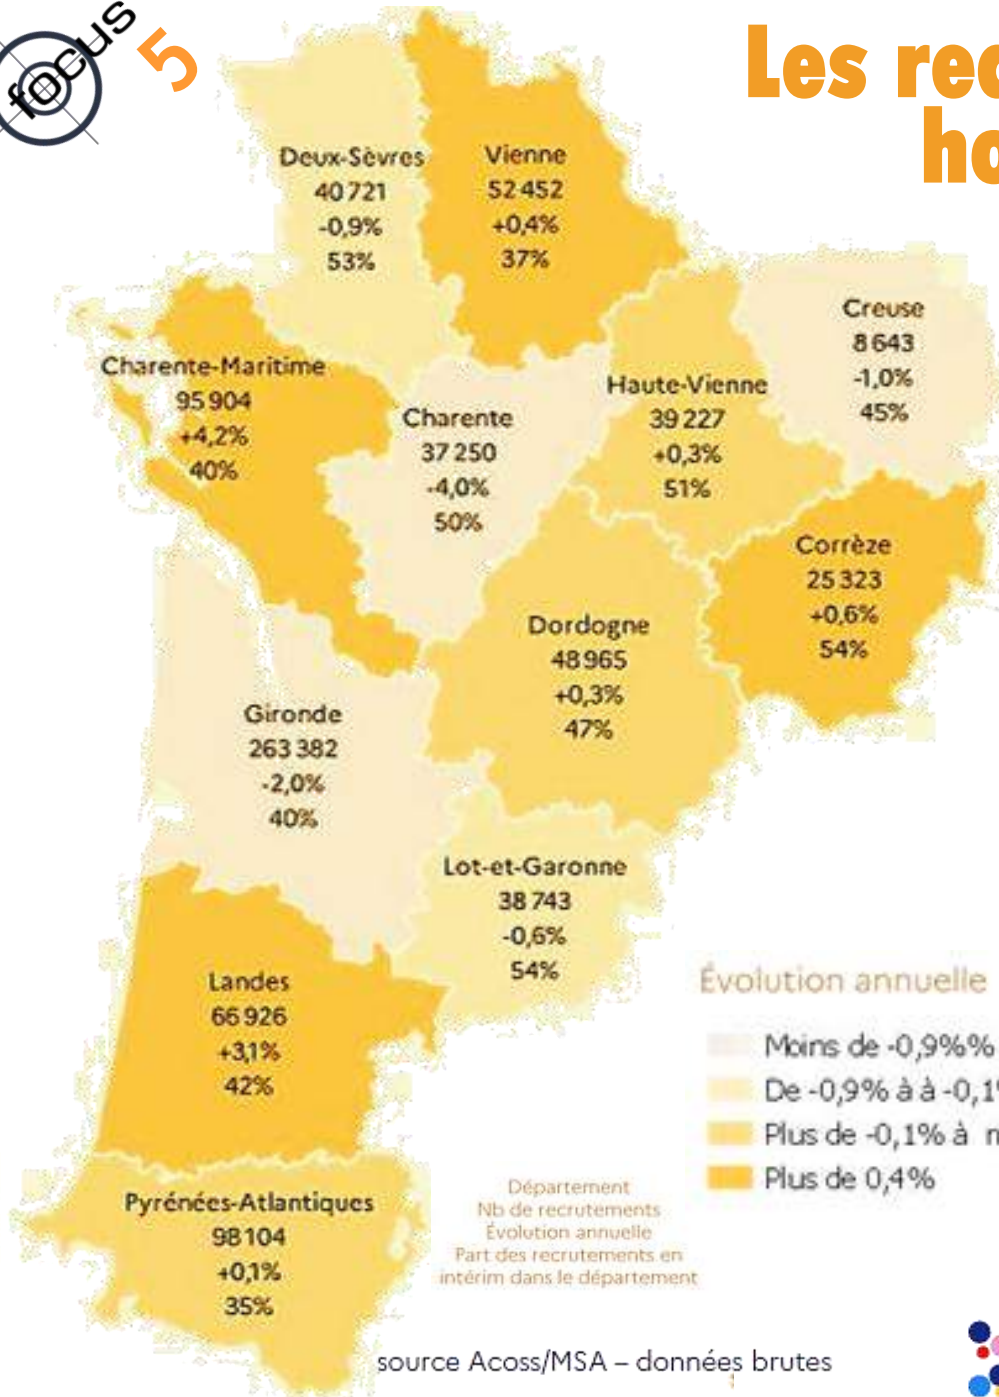 focus
5
Les rec
ho
Deux-Sèvres
40 721
-0,9%
53%
Vienne
52 452
+0,4%
37%
Creuse
8 643
-1,0%
45%
Charente-Maritime
95 904
+4,2%
40%
Charente
37 250
-4,0%
50%
Haute-Vienne
39 227
+0,3%
51%
Corrèze
25 323
+0,6%
54%
Dordogne
48 965
+0,3%
47%
Gironde
263 382
-2,0%
40%
Lot-et-Garonne
38 743
-0,6%
54%
Landes
66 926
+3,1%
42%
Pyrénées-Atlantiques
98 104
+0,1%
35%
Évolution annuelle
Moins de -0,9%%
De -0,9% à à -0,1%
Plus de -0,1% à
Plus de 0,4%
Département
Nb de recrutements
Évolution annuelle
Part des recrutements en
intérim dans le département
source Acoss/MSA – données brutes